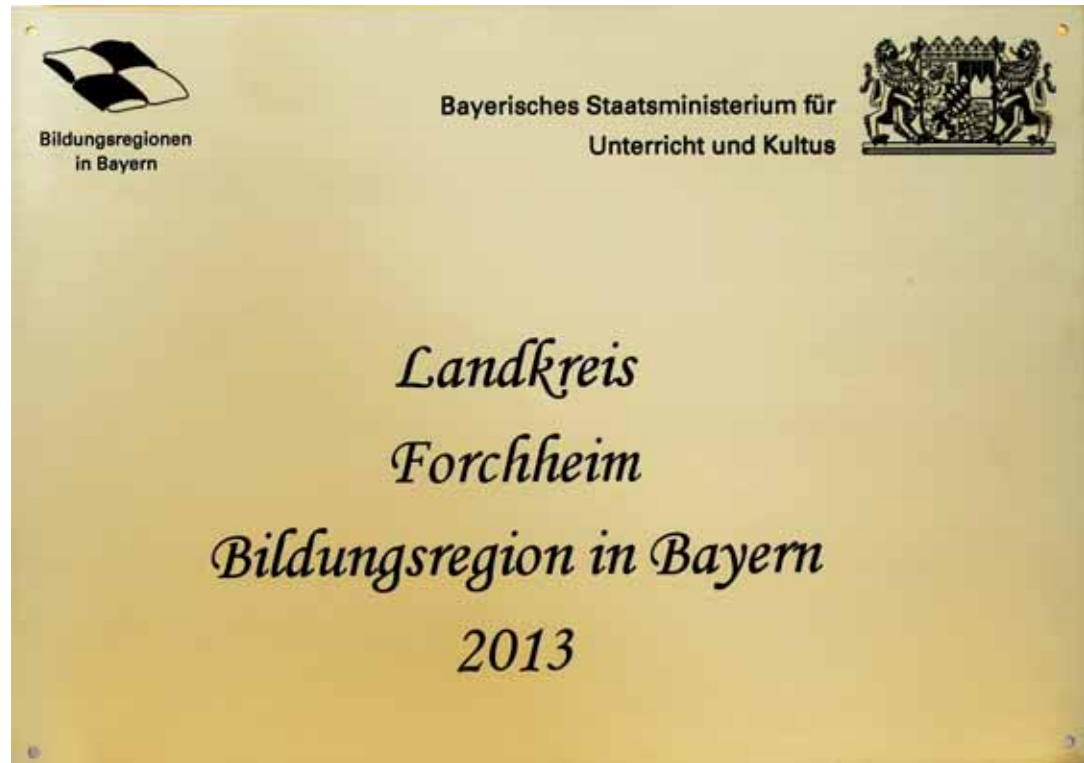 Bildungsregionen
in Bayern
Bayerisches Staatsministerium für
Unterricht und Kultus
Landkreis
Forchheim
Bildungsregion in Bayern
2013